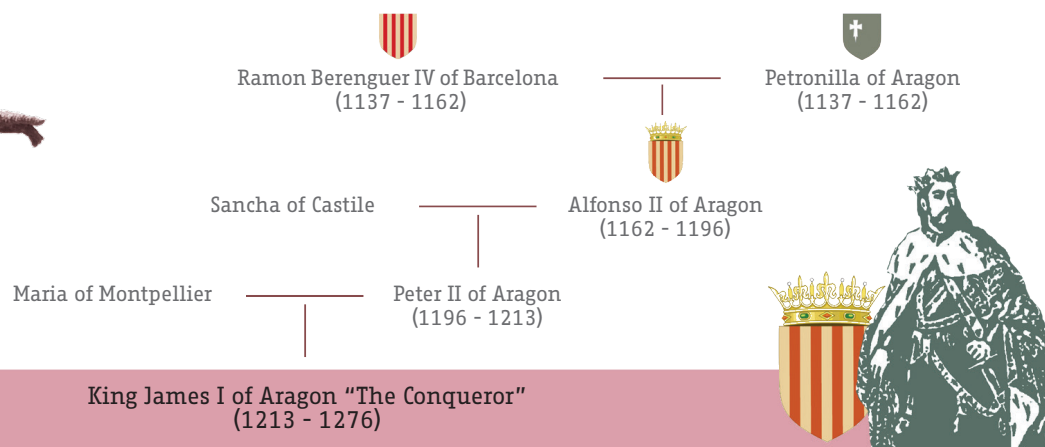 Ramon Berenguer IV of Barcelona
(1137 - 1162)
Petronilla of Aragon
(1137 - 1162)
Sancha of Castile
Alfonso II of Aragon
(1162 - 1196)
Maria of Montpellier
Peter II of Aragon
(1196 - 1213)
King James I of Aragon “The Conqueror”
(1213 - 1276)